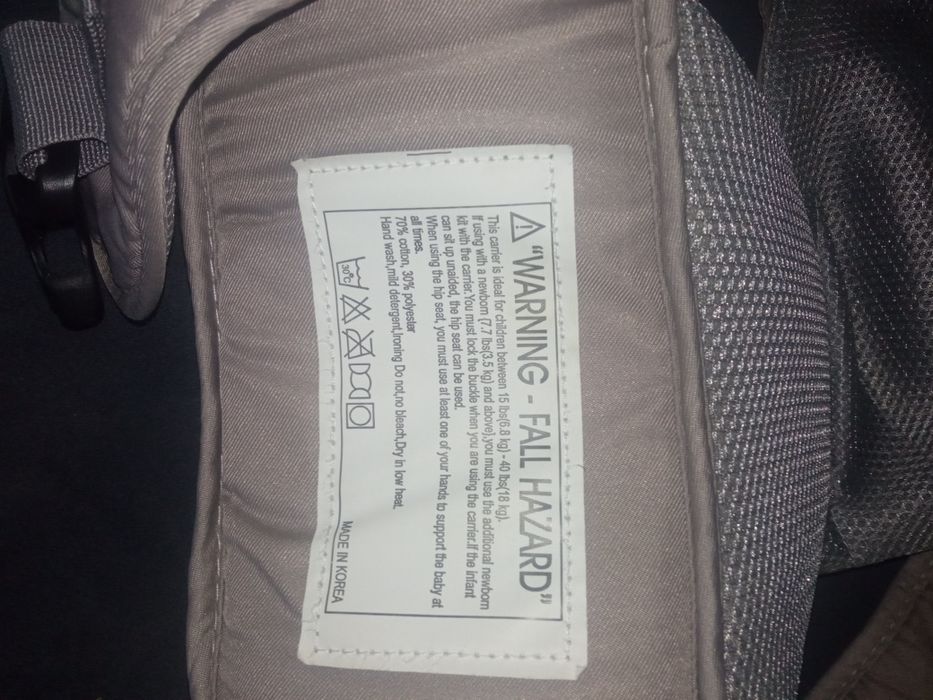 "WARNING - FALL HAZARD"
This carrier is ideal for children between 15 lbs(6.8 kg) - 40 lbs(18 kg).
If using with a newborn (7.7 lbs(3.5 kg) and above),you must use the additional newborn
kit with the carrier.You must lock the buckle when you are using the carrier.If the infant
can sit up unaided, the hip seat can be used.
When using the hip seat, you must use at least one of your hands to support the baby at
all times.
70% cotton, 30% polyester
Hand wash,mild detergent,Ironing Do not,no bleach,Dry in low heat.
30°C
MADE IN KOREA